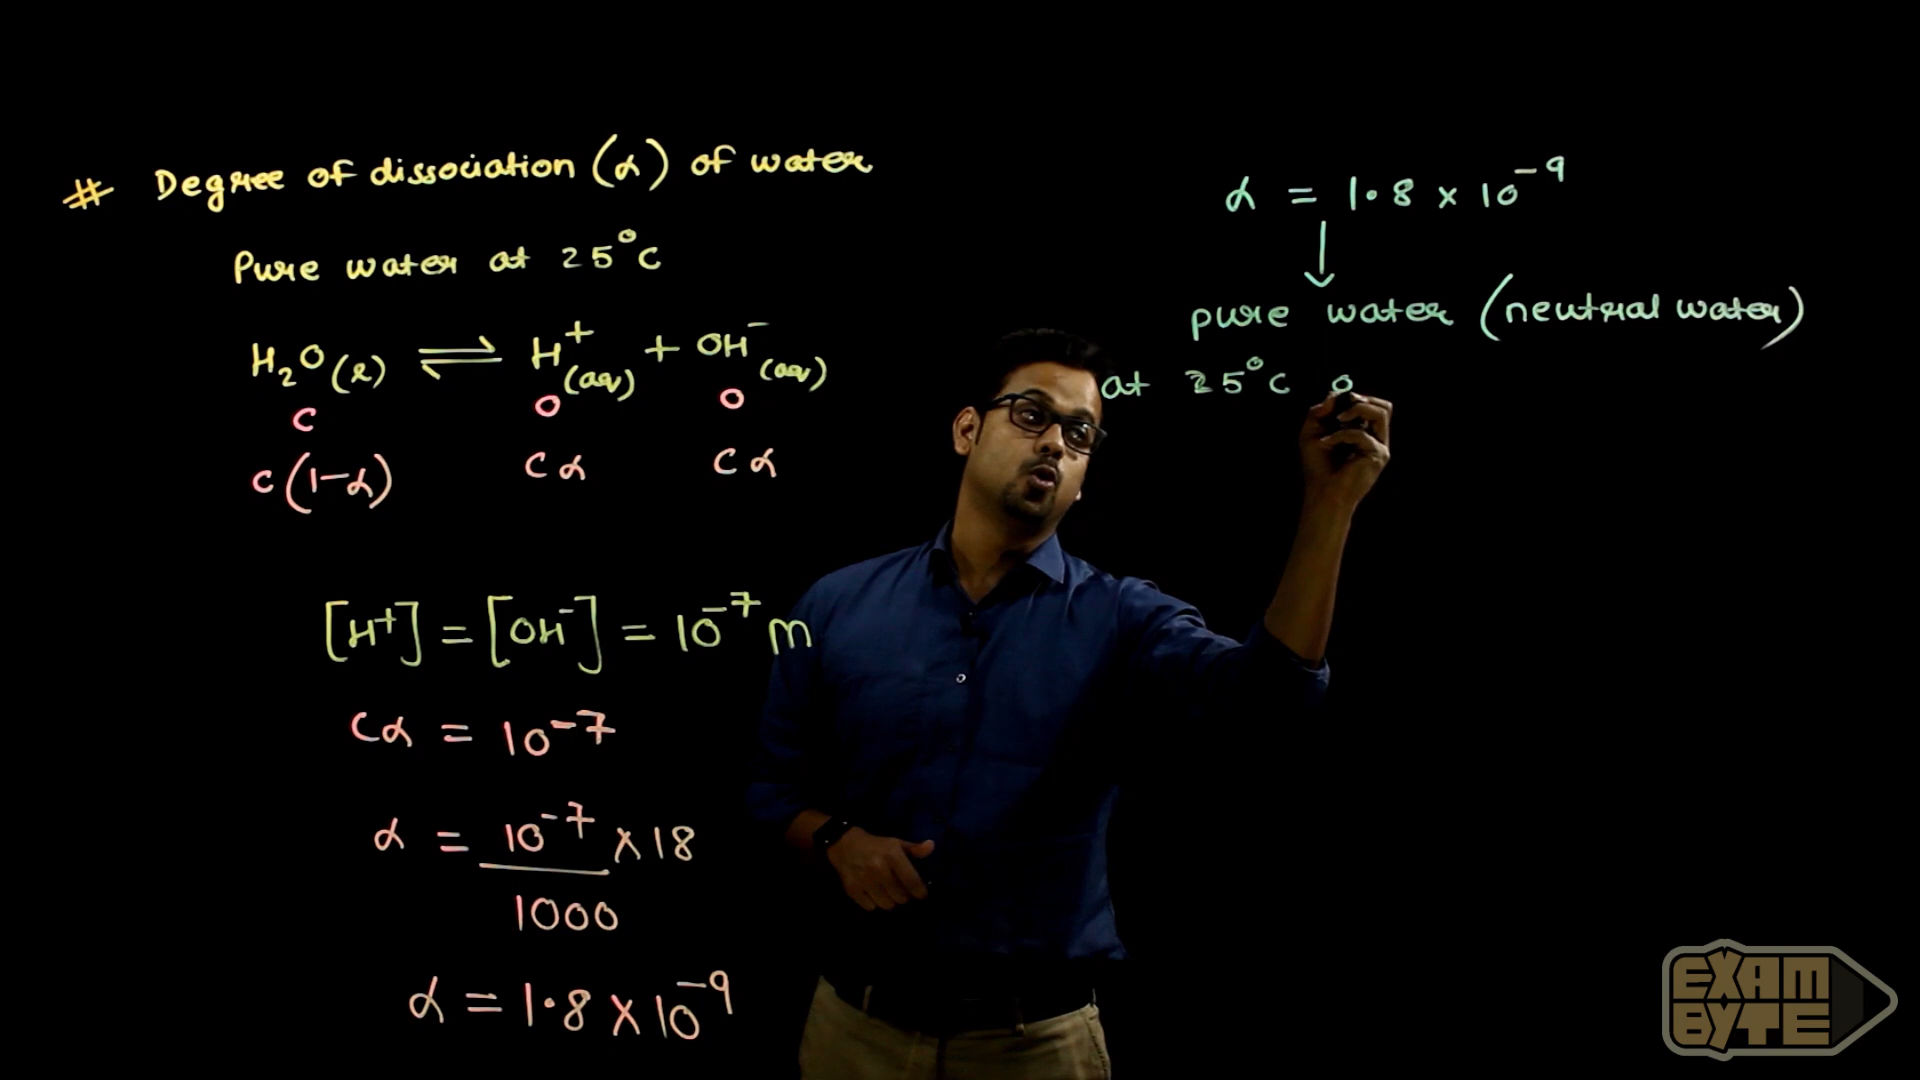 # Degree of dissociation (α) of water
Pure water at 25°C
H₂O(l) ⇌ H⁺(aq) + OH⁻(aq)
C 0 0
C(1-α) Cα Cα
[H⁺] = [OH⁻] = 10⁻⁷ m
Cα = 10⁻⁷
α = 10⁻⁷ × 18
1000
α = 1.8 × 10⁻⁹
α = 1.8 × 10⁻⁹
↓
pure water (neutral water)
at 25°C
EXAM
BYTE